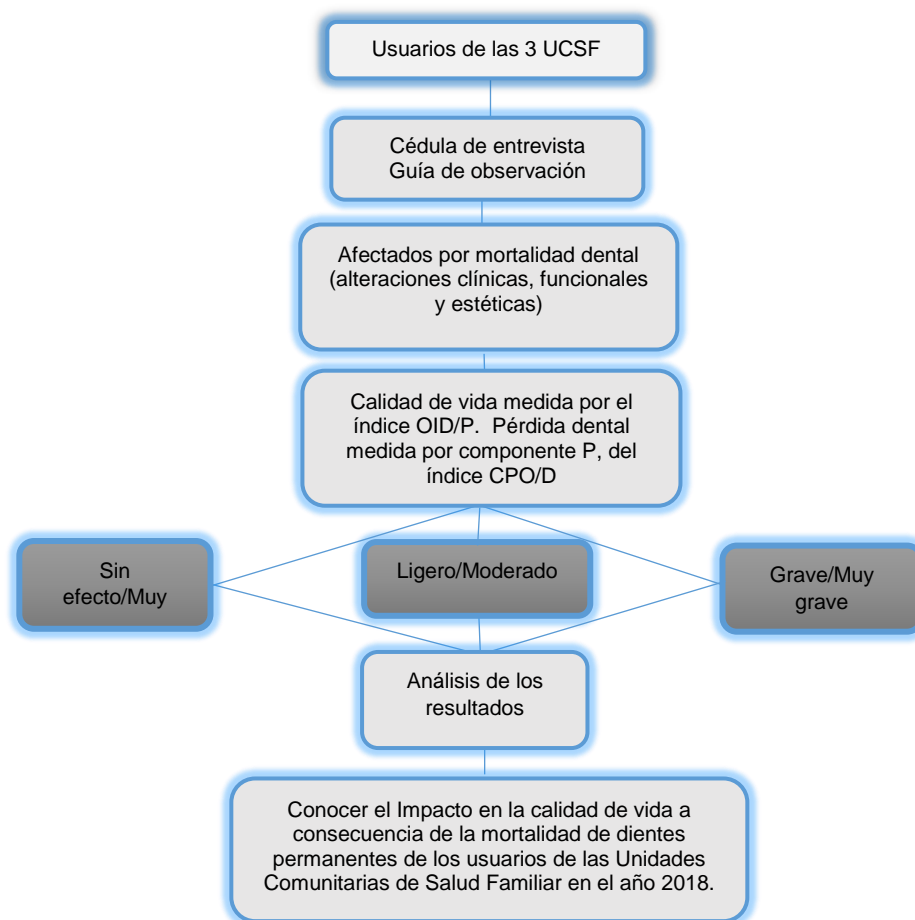 Usuarios de las 3 UCSF
Cédula de entrevista
Guía de observación
Afectados por mortalidad dental
(alteraciones clínicas, funcionales
y estéticas)
Calidad de vida medida por el
índice OID/P. Pérdida dental
medida por componente P, del
índice CPO/D
Sin
efecto/Muy
Ligero/Moderado
Grave/Muy
grave
Análisis de los
resultados
Conocer el Impacto en la calidad de vida a
consecuencia de la mortalidad de dientes
permanentes de los usuarios de las Unidades
Comunitarias de Salud Familiar en el año 2018.